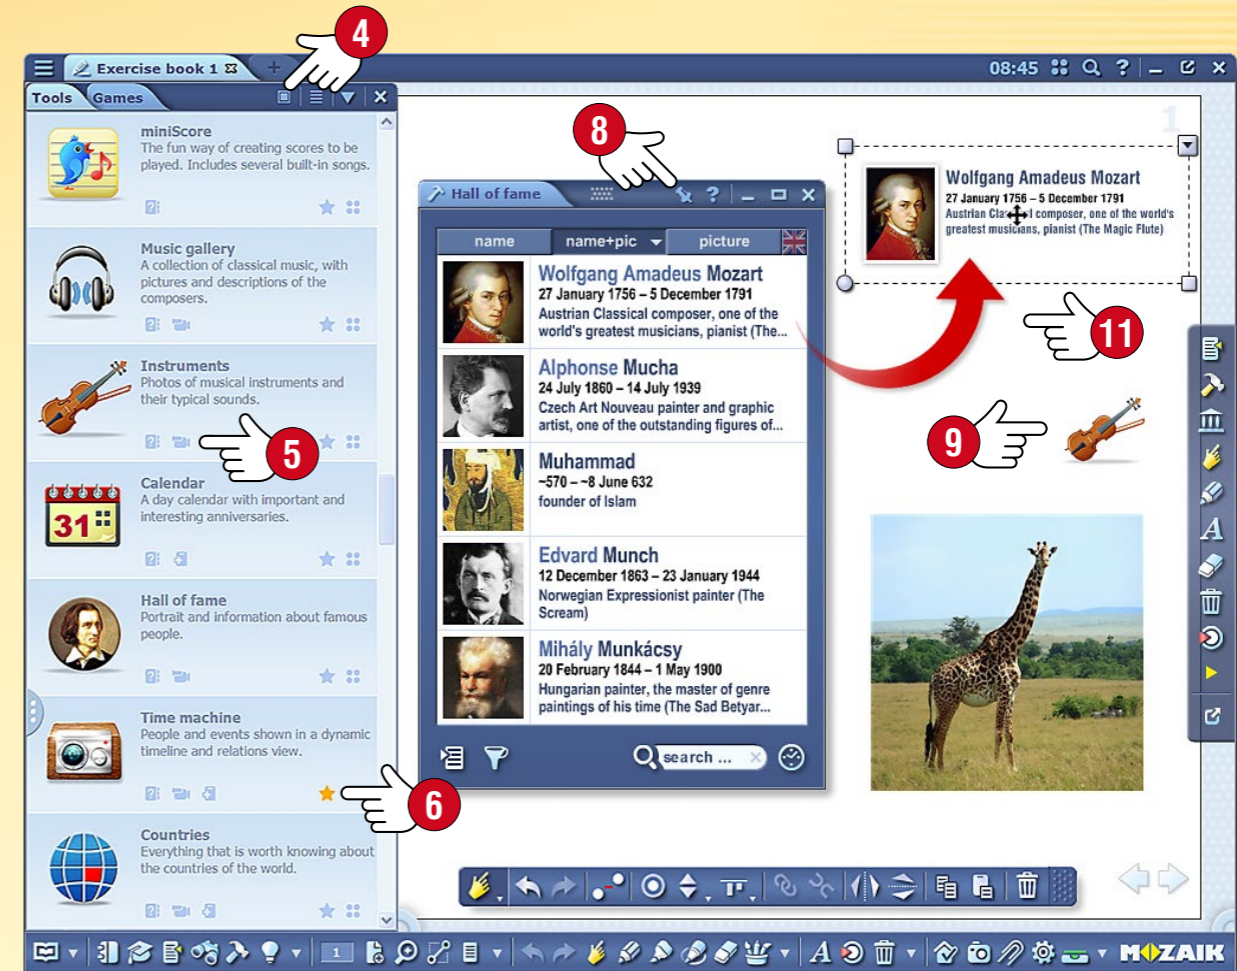 4
Exercise book 1
08:45
Tools Games
miniScore
The fun way of creating scores to be
played. Includes several built-in songs.
Music gallery
A collection of classical music, with
pictures and descriptions of the
composers.
Instruments
Photos of musical instruments and
their typical sounds.
5
Calendar
A day calendar with important and
interesting anniversaries.
31
Hall of fame
Portrait and information about famous
people.
Time machine
People and events shown in a dynamic
timeline and relations view.
6
Countries
Everything that is worth knowing about
the countries of the world.
8
Hall of fame
name name+pic picture
Wolfgang Amadeus Mozart
27 January 1756 – 5 December 1791
Austrian Classical composer, one of the
world's greatest musicians, pianist (The...
Alphonse Mucha
24 July 1860 – 14 July 1939
Czech Art Nouveau painter and graphic
artist, one of the outstanding figures of...
Muhammad
~570 – ~8 June 632
founder of Islam
Edvard Munch
12 December 1863 – 23 January 1944
Norwegian Expressionist painter (The
Scream)
Mihály Munkácsy
20 February 1844 – 1 May 1900
Hungarian painter, the master of genre
paintings of his time (The Sad Betyar...
search ...
1
Wolfgang Amadeus Mozart
27 January 1756 – 5 December 1791
Austrian composer, one of the world's
greatest musicians, pianist (The Magic Flute)
11
9
1
MOZAIK